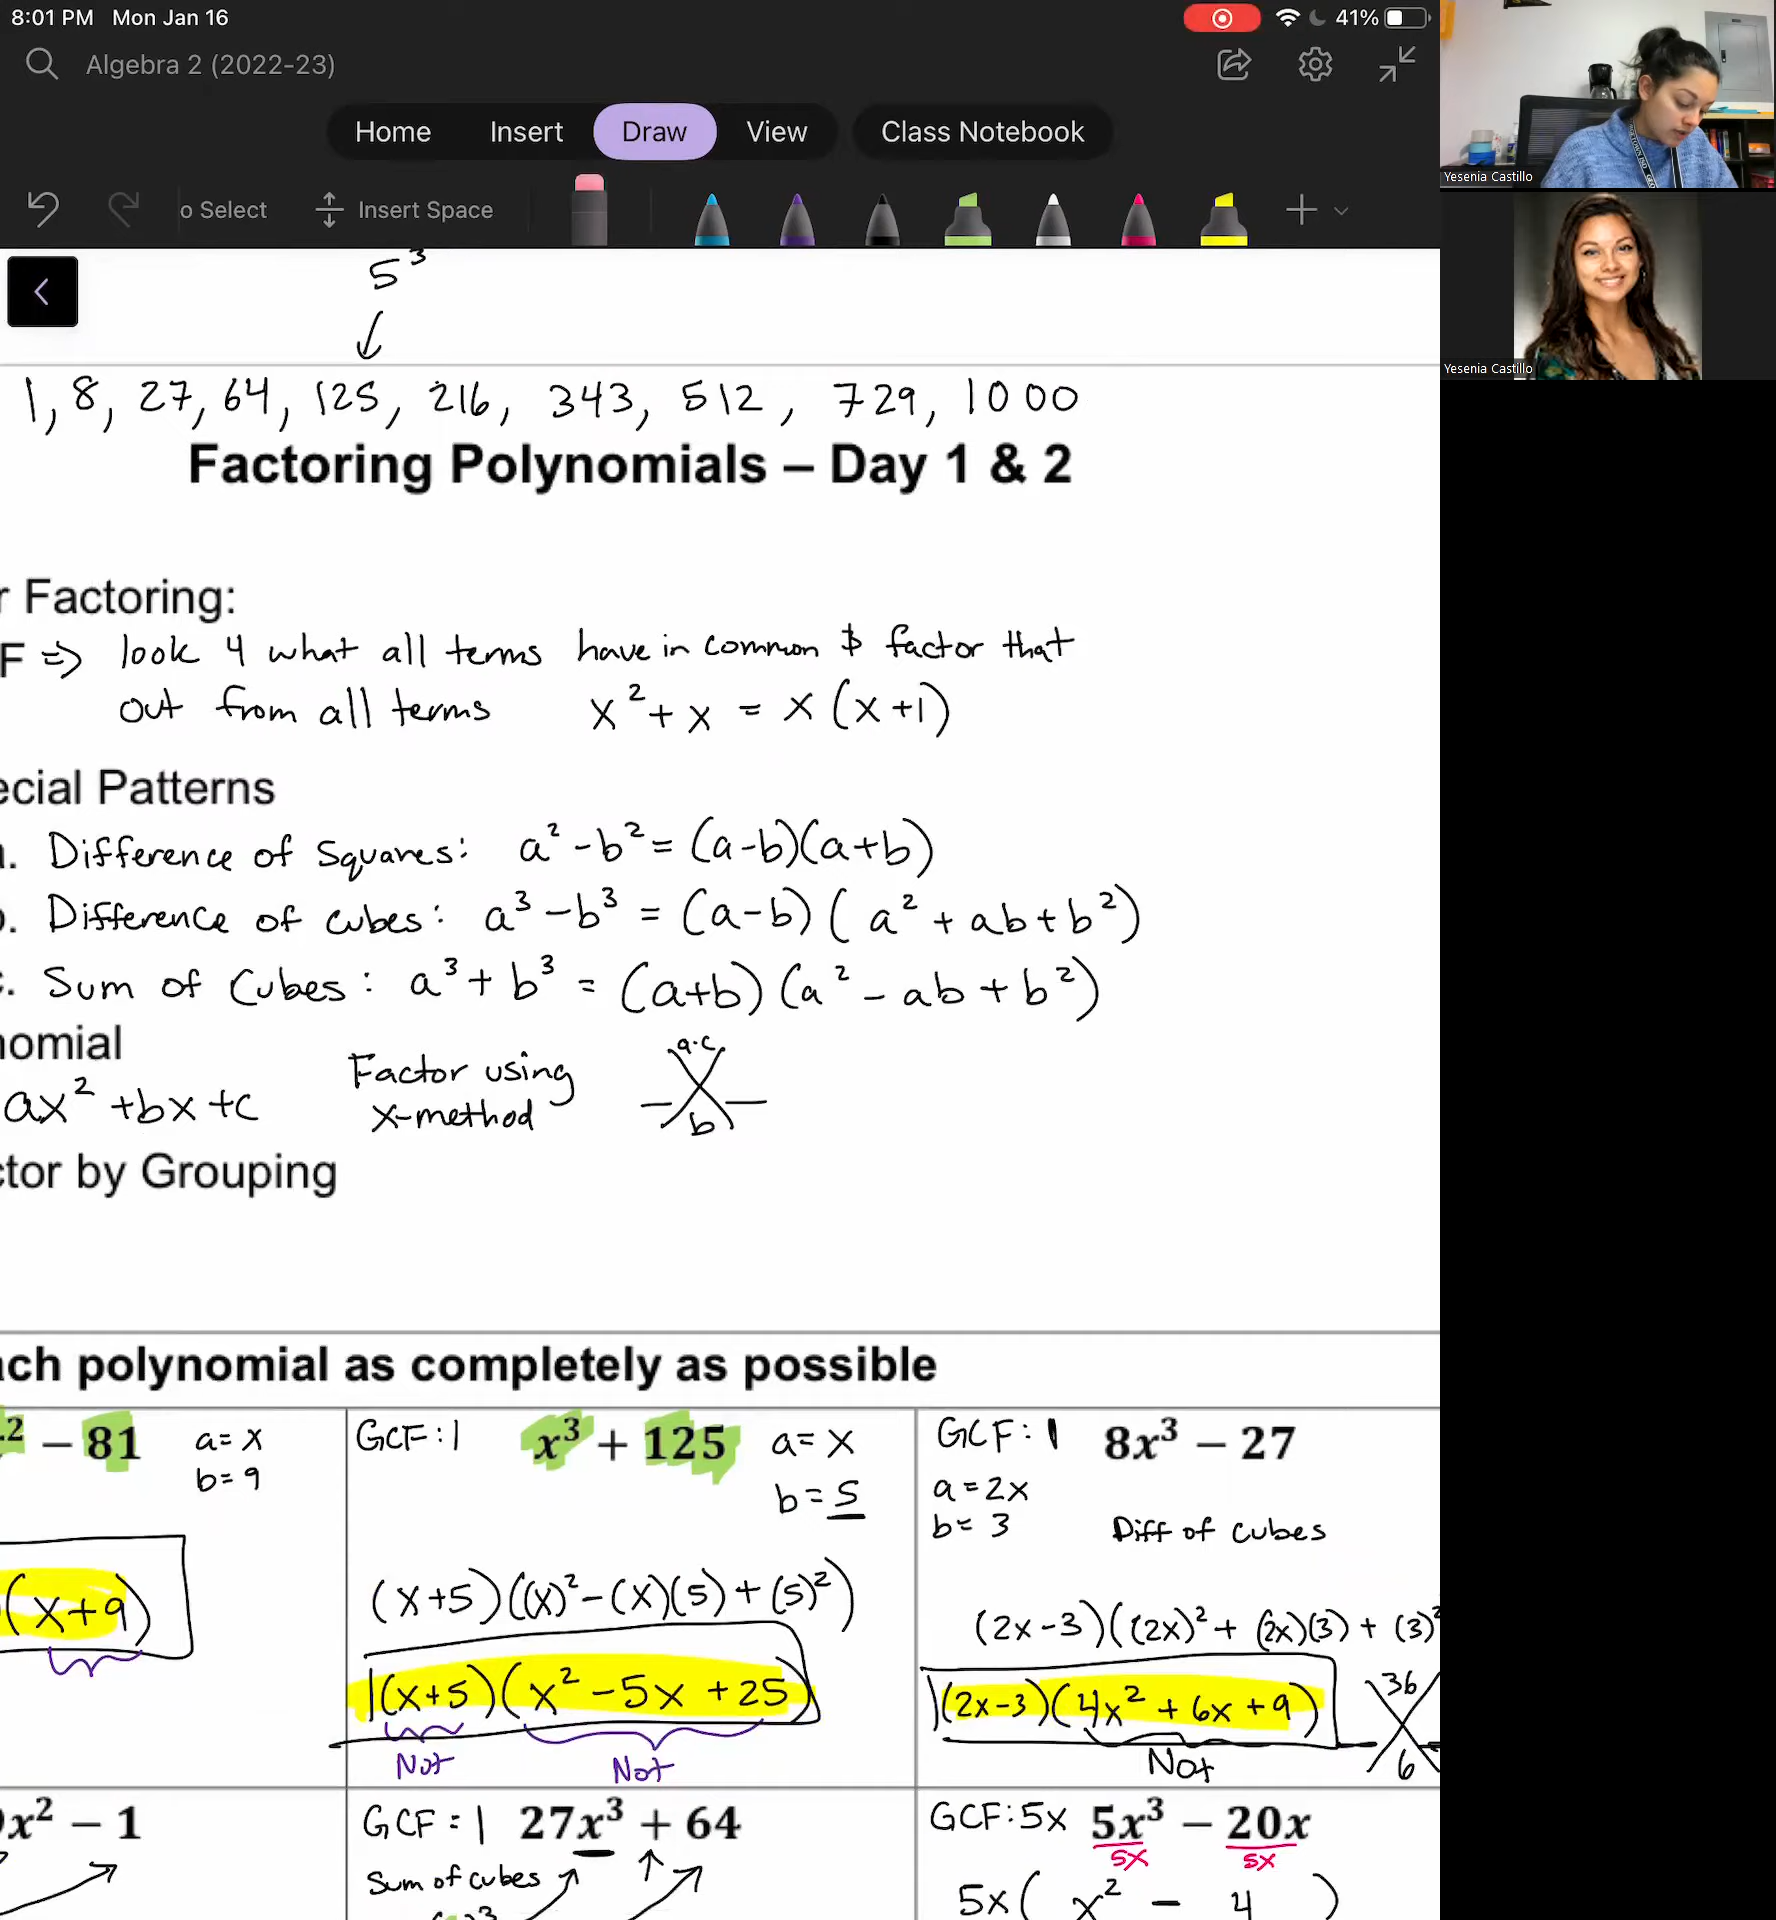 8:01 PM Mon Jan 16 41%
Algebra 2 (2022-23)
Home Insert Draw View Class Notebook
o Select Insert Space
Yesenia Castillo
Yesenia Castillo
5³
1, 8, 27, 64, 125, 216, 343, 512, 729, 1000
Factoring Polynomials – Day 1 & 2
r Factoring:
F => look 4 what all terms have in common & factor that
out from all terms x² + x = x(x+1)
ecial Patterns
. Difference of Squares: a² - b² = (a-b)(a+b)
. Difference of cubes: a³ - b³ = (a-b)(a² + ab + b²)
. Sum of Cubes: a³ + b³ = (a+b)(a² - ab + b²)
nomial
ax² + bx + c Factor using X-method a·c b
ctor by Grouping
ach polynomial as completely as possible
² – 81 a = x
b = 9
(x+9)
GCF: 1 x³ + 125 a = x
b = 5
(x+5)((x)² - (x)(5) + (5)²)
1(x+5)(x² - 5x + 25)
Not Not
GCF: 1 8x³ – 27
a = 2x
b = 3 Diff of cubes
(2x-3)((2x)² + (2x)(3) + (3)²
1(2x-3)(4x² + 6x + 9) 36
Not 6
x² – 1
GCF = 1 27x³ + 64
Sum of cubes
GCF: 5x 5x³ – 20x
5x 5x
5x( x² - 4 )